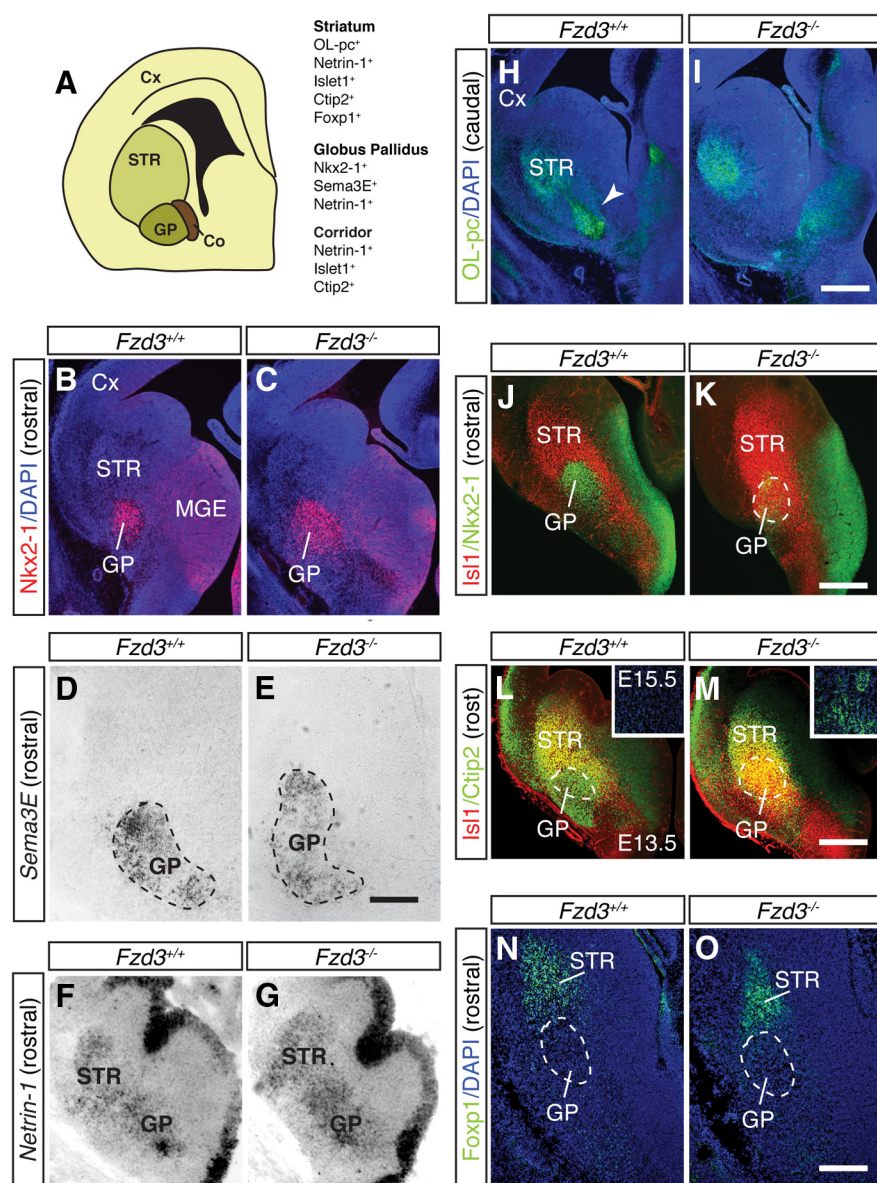 A
Cx
STR
GP
Co
Striatum
OL-pc⁺
Netrin-1⁺
Islet1⁺
Ctip2⁺
Foxp1⁺
Globus Pallidus
Nkx2-1⁺
Sema3E⁺
Netrin-1⁺
Corridor
Netrin-1⁺
Islet1⁺
Ctip2⁺
Fzd3⁺/⁺
Fzd3⁻/⁻
Nkx2-1/DAPI (rostral)
B
Cx
STR
GP
C
MGE
GP
Fzd3⁺/⁺
Fzd3⁻/⁻
Sema3E (rostral)
D
GP
E
GP
Fzd3⁺/⁺
Fzd3⁻/⁻
Netrin-1 (rostral)
F
STR
GP
G
STR
GP
Fzd3⁺/⁺
Fzd3⁻/⁻
OL-pc/DAPI (caudal)
H
Cx
STR
I
Fzd3⁺/⁺
Fzd3⁻/⁻
Isl1/Nkx2-1 (rostral)
J
STR
GP
K
STR
GP
Fzd3⁺/⁺
Fzd3⁻/⁻
Isl1/Ctip2 (rost)
L
E15.5
STR
GP
E13.5
M
STR
GP
Fzd3⁺/⁺
Fzd3⁻/⁻
Foxp1/DAPI (rostral)
N
STR
GP
O
STR
GP